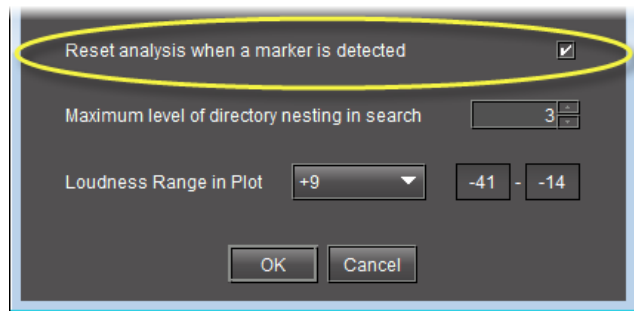 Reset analysis when a marker is detected
Maximum level of directory nesting in search 3
Loudness Range in Plot +9 -41 - -14
OK Cancel